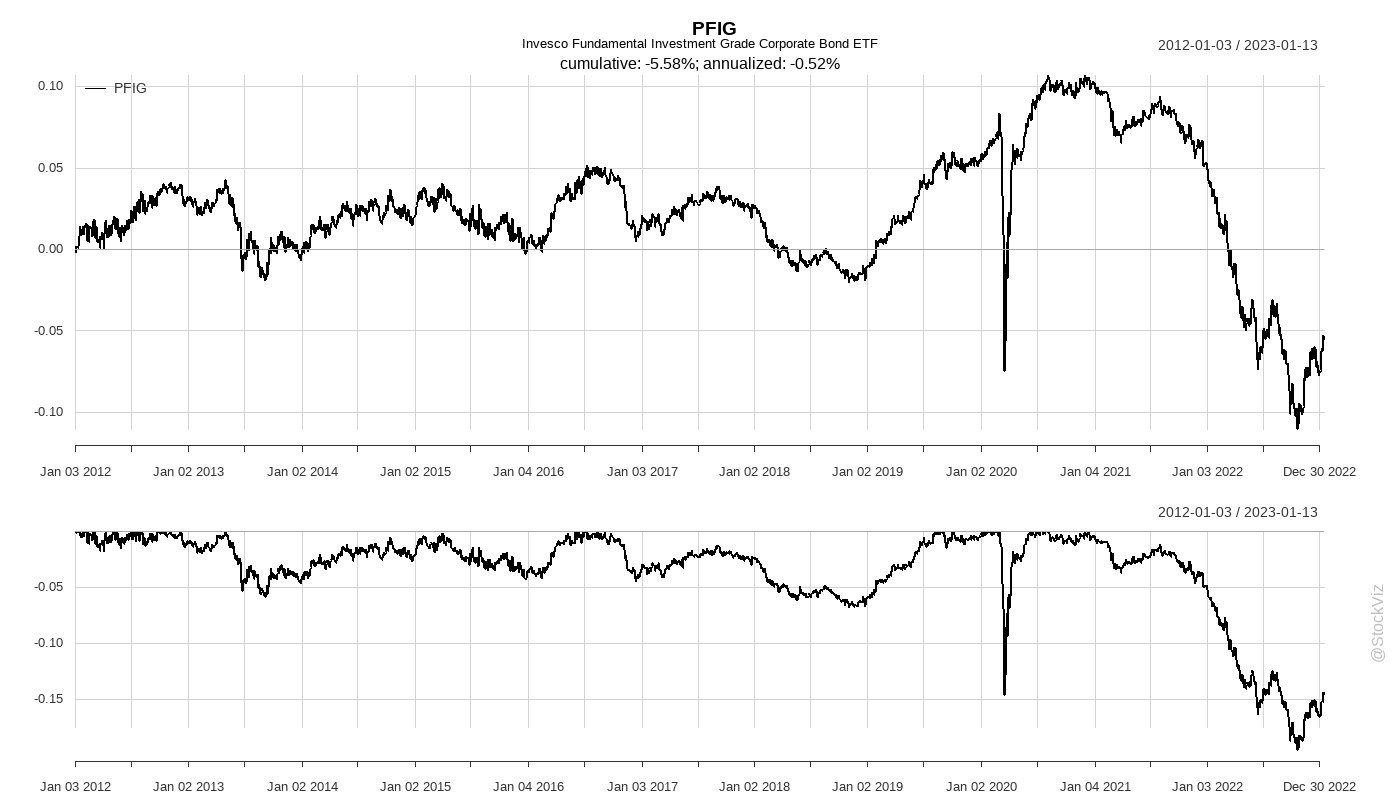 PFIG
Invesco Fundamental Investment Grade Corporate Bond ETF
2012-01-03 / 2023-01-13
cumulative: -5.58%; annualized: -0.52%
PFIG
0.10
0.05
0.00
-0.05
-0.10
Jan 03 2012 Jan 02 2013 Jan 02 2014 Jan 02 2015 Jan 04 2016 Jan 03 2017 Jan 02 2018 Jan 02 2019 Jan 02 2020 Jan 04 2021 Jan 03 2022 Dec 30 2022
2012-01-03 / 2023-01-13
-0.05
-0.10
-0.15
Jan 03 2012 Jan 02 2013 Jan 02 2014 Jan 02 2015 Jan 04 2016 Jan 03 2017 Jan 02 2018 Jan 02 2019 Jan 02 2020 Jan 04 2021 Jan 03 2022 Dec 30 2022
@StockViz